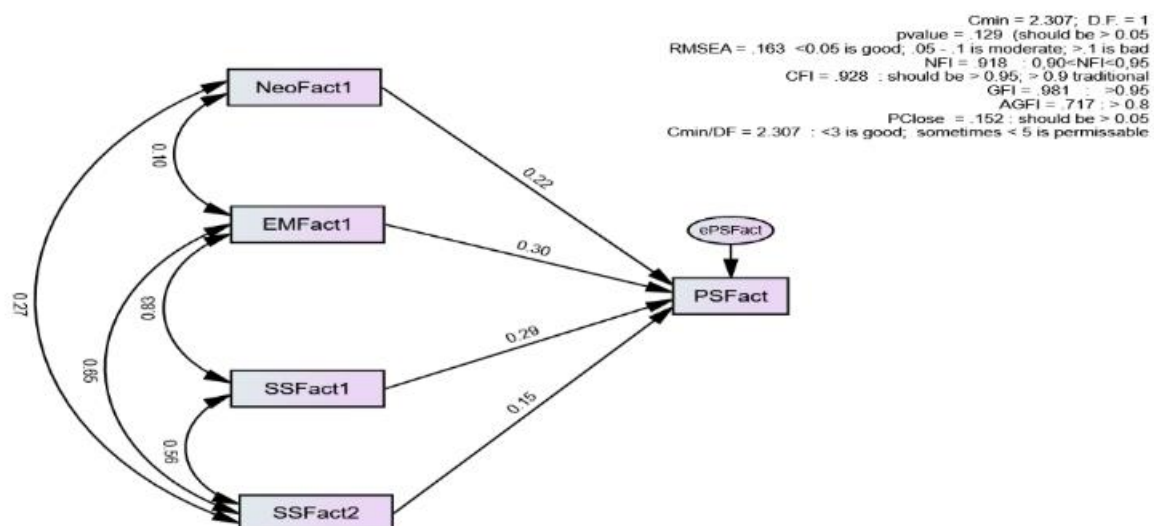 Cmin = 2.307; D.F. = 1
pvalue = .129 (should be > 0.05
RMSEA = .163 <0.05 is good; .05 - .1 is moderate; >.1 is bad
NFI = .918 : 0,90<NFI<0,95
CFI = .928 : should be > 0.95; > 0.9 traditional
GFI = .981 : >0.95
AGFI = .717 : > 0.8
PClose = .152 : should be > 0.05
Cmin/DF = 2.307 : <3 is good; sometimes < 5 is permissable
NeoFact1
0.10
0.22
EMFact1
0.30
ePSFact
PSFact
0.27
0.65
0.29
SSFact1
0.15
0.56
SSFact2